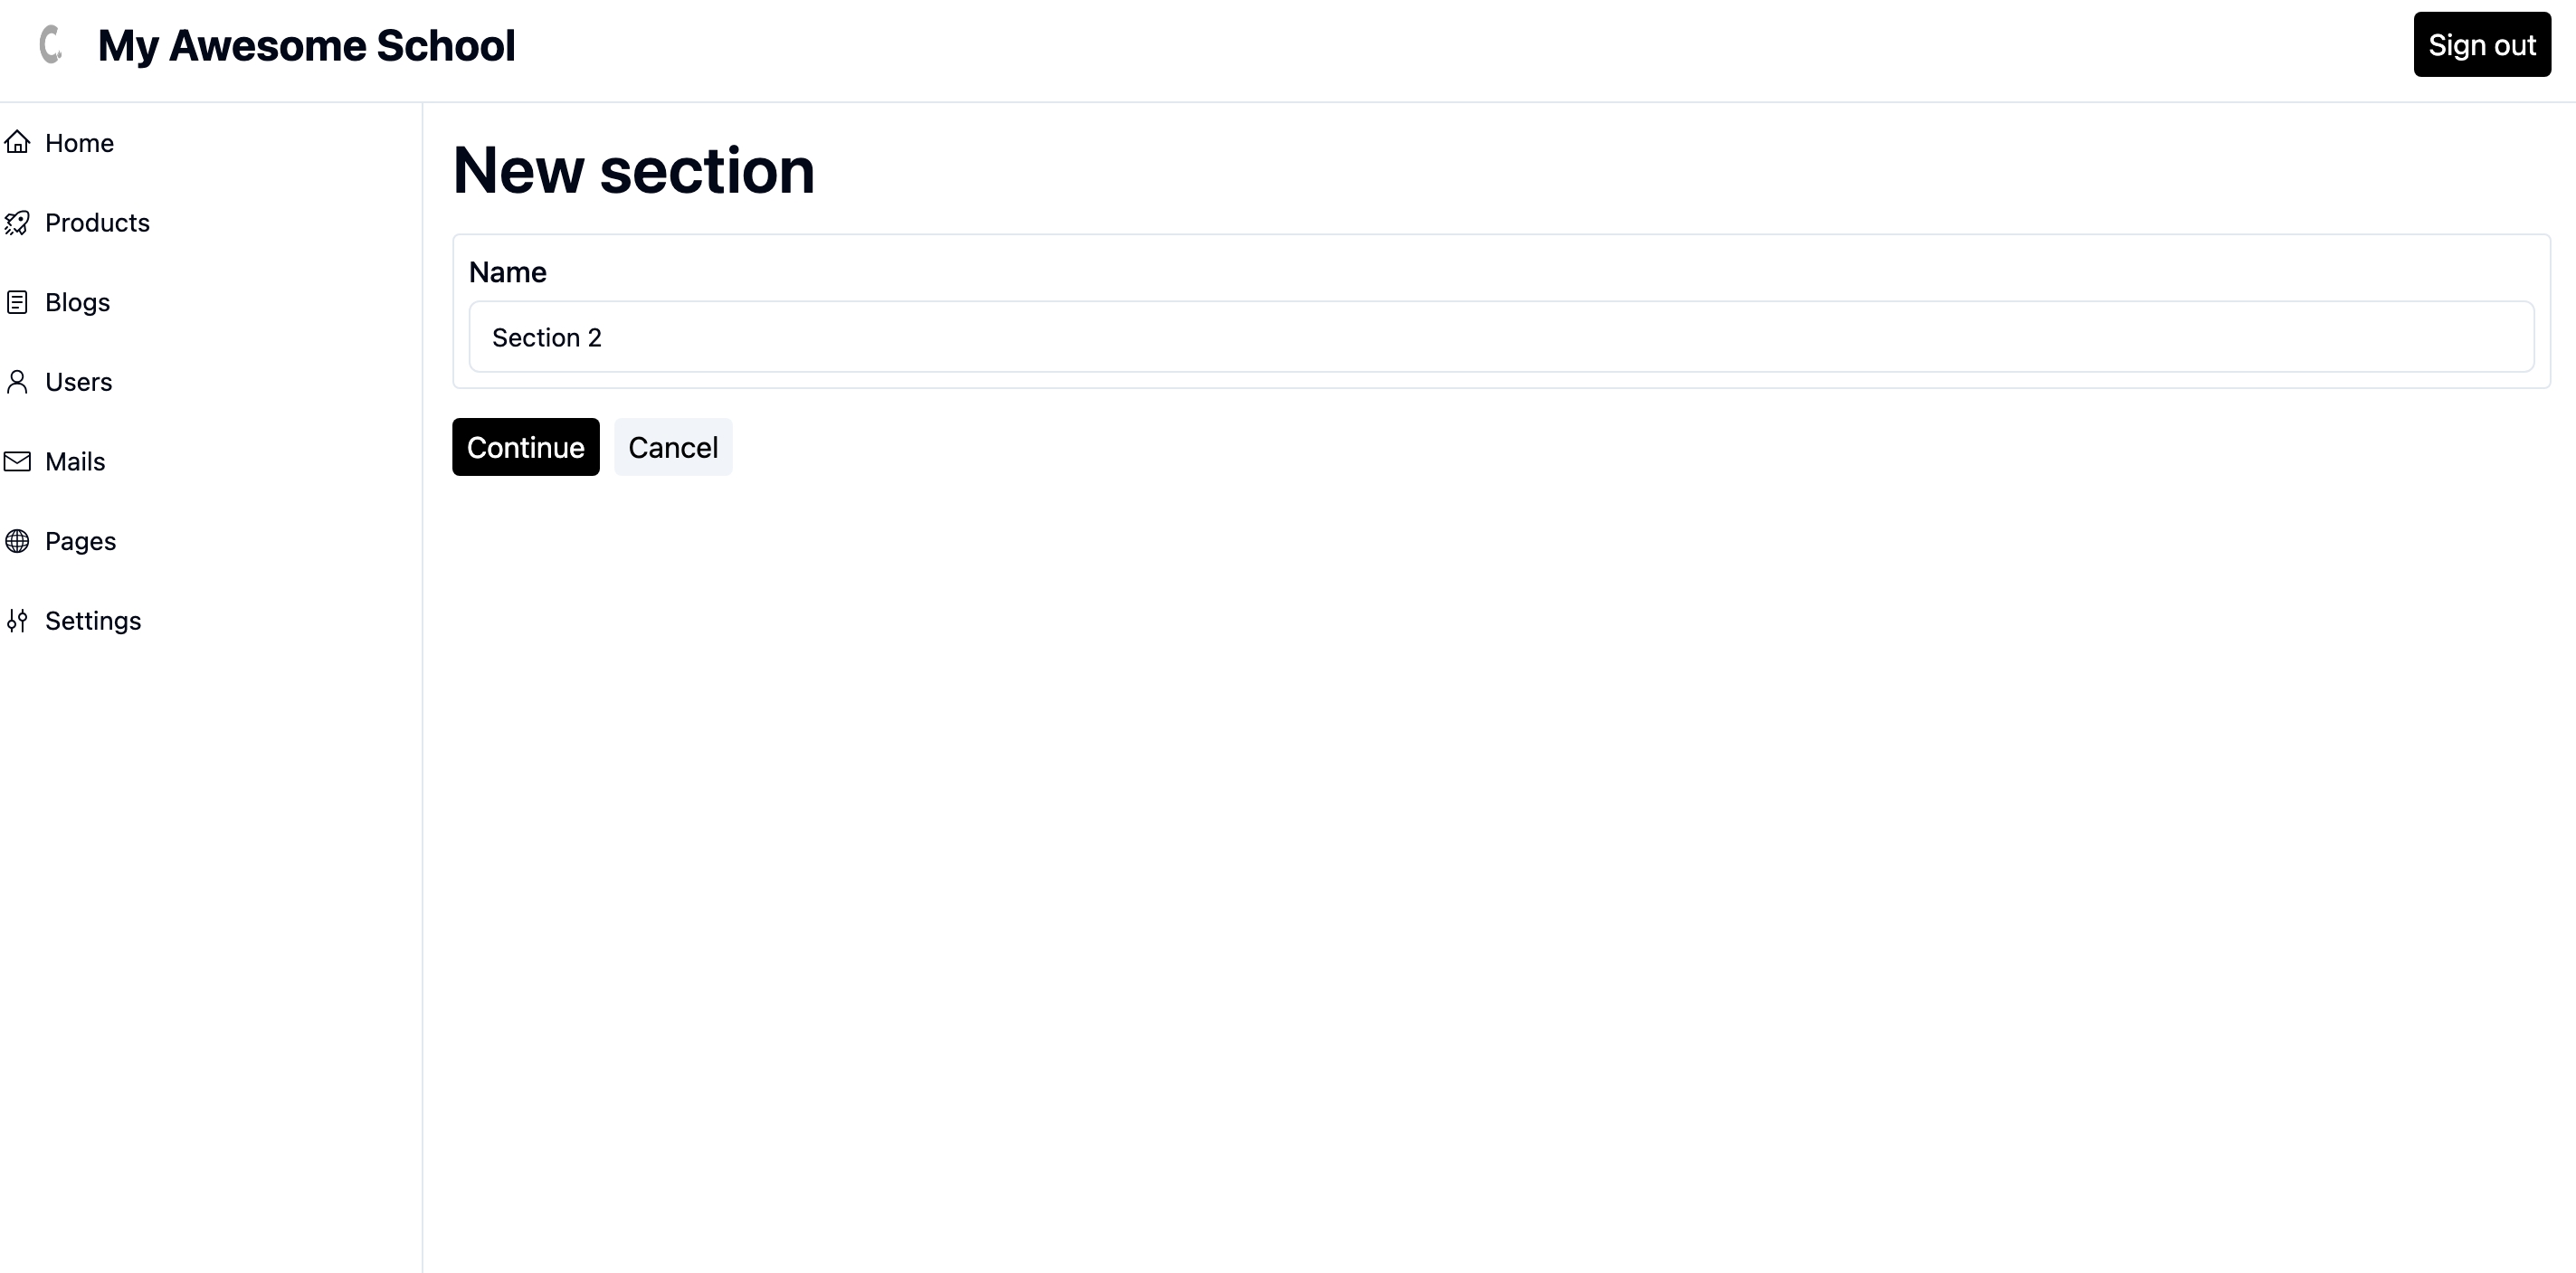 My Awesome School
Sign out
Home
Products
Blogs
Users
Mails
Pages
Settings
New section
Name
Section 2
Continue
Cancel